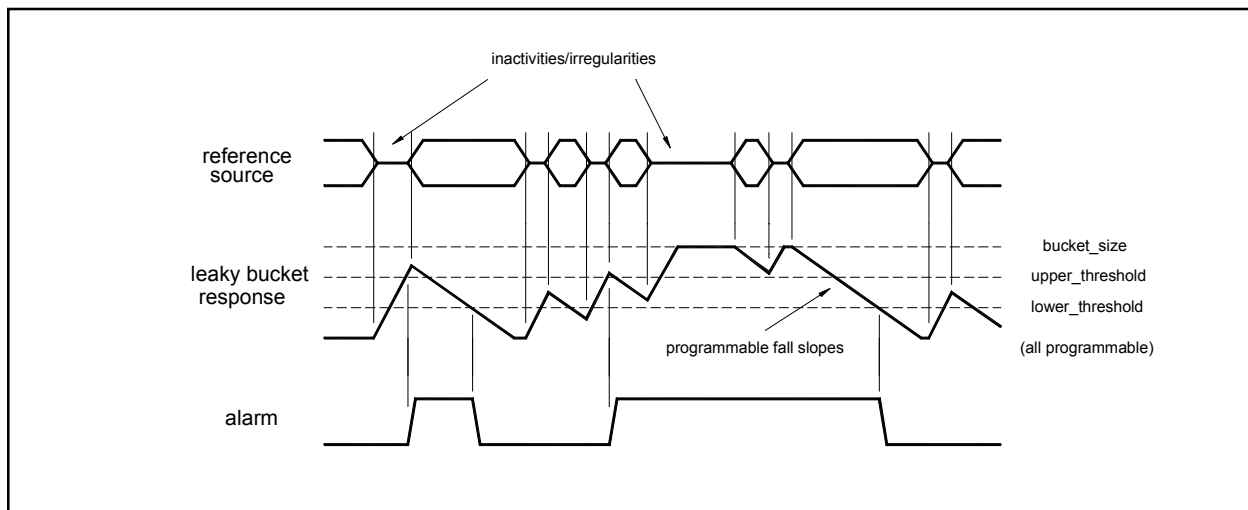 inactivities/irregularities
reference
source
bucket_size
leaky bucket
response
upper_threshold
lower_threshold
programmable fall slopes
(all programmable)
alarm